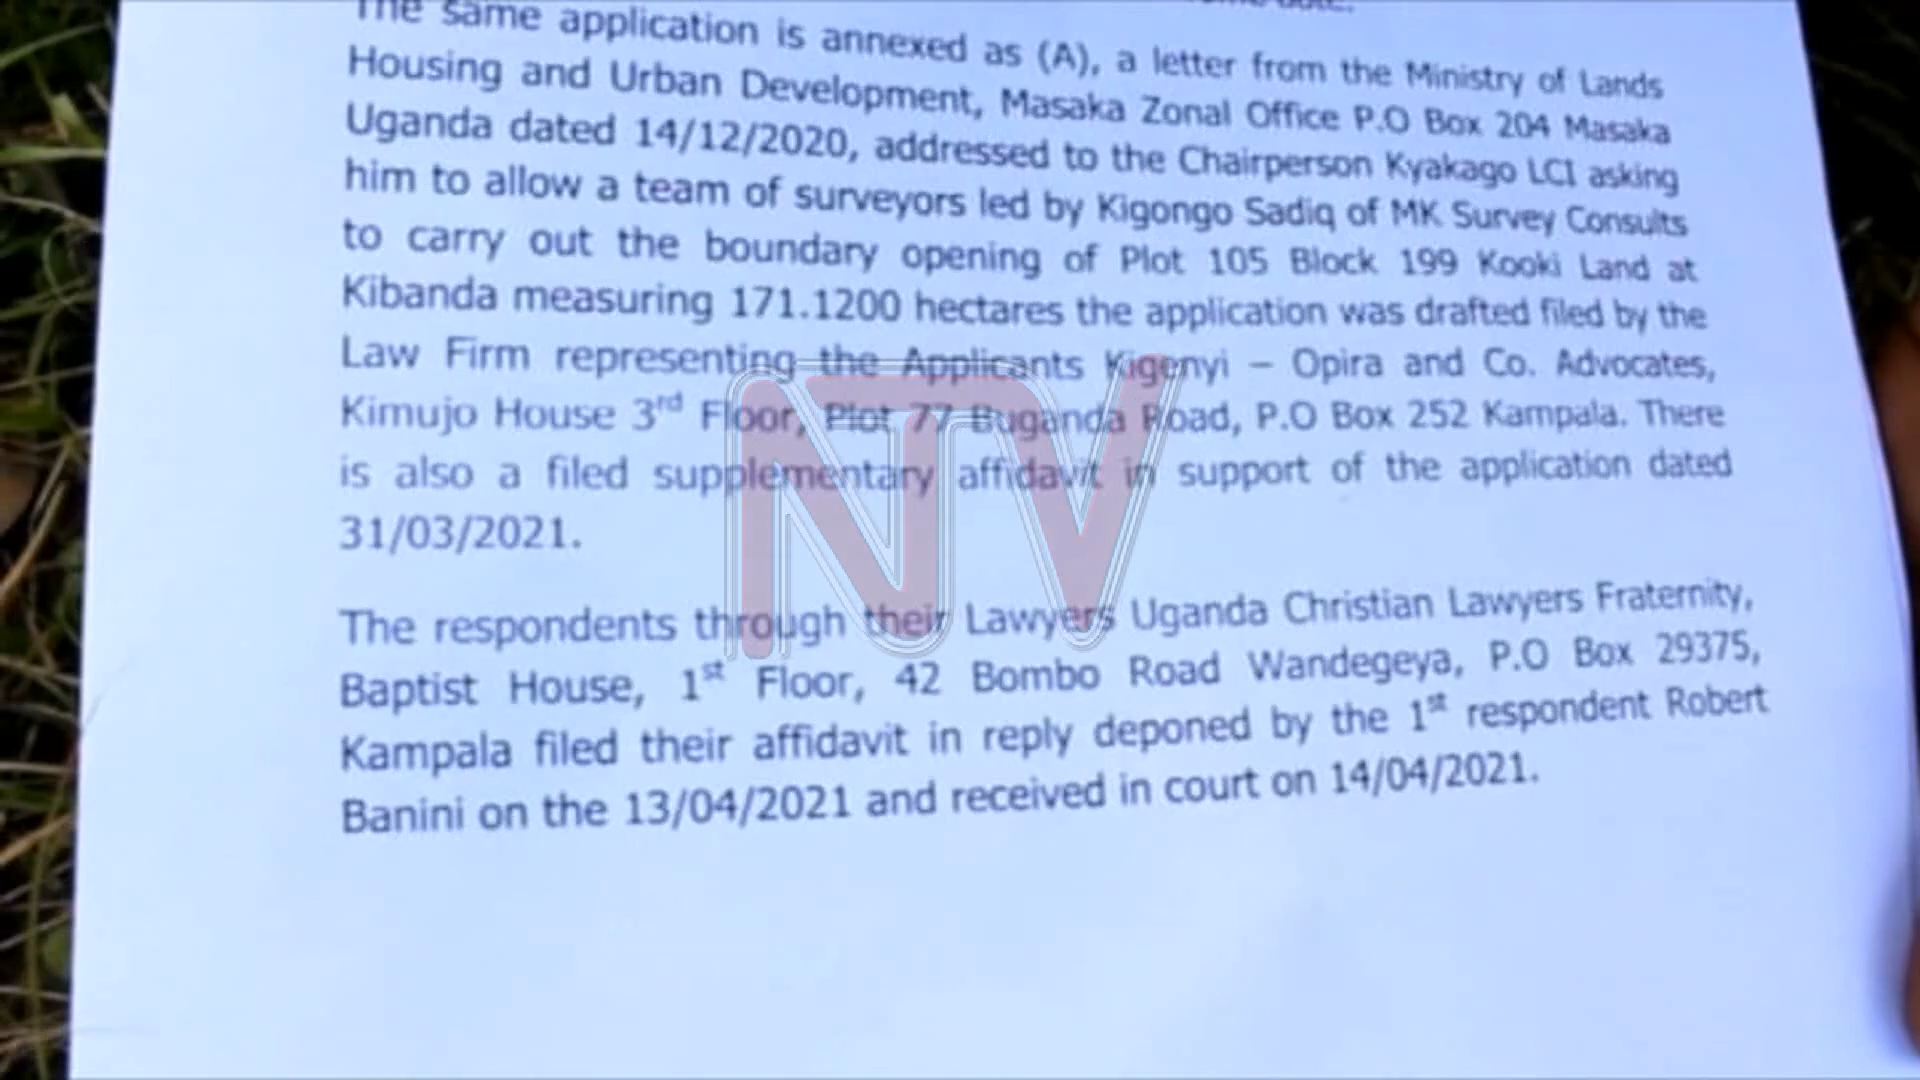 The same application is annexed as (A), a letter from the Ministry of Lands
Housing and Urban Development, Masaka Zonal Office P.O Box 204 Masaka
Uganda dated 14/12/2020, addressed to the Chairperson Kyakago LCI asking
him to allow a team of surveyors led by Kigongo Sadiq of MK Survey Consults
to carry out the boundary opening of Plot 105 Block 199 Kooki Land at
Kibanda measuring 171.1200 hectares the application was drafted filed by the
Law Firm representing the Applicants Kigenyi – Opira and Co. Advocates,
Kimujo House 3rd Floor, Plot 77 Buganda Road, P.O Box 252 Kampala. There
is also a filed supplementary affidavit in support of the application dated
31/03/2021.
The respondents through their Lawyers Uganda Christian Lawyers Fraternity,
Baptist House, 1st Floor, 42 Bombo Road Wandegeya, P.O Box 29375,
Kampala filed their affidavit in reply deponed by the 1st respondent Robert
Banini on the 13/04/2021 and received in court on 14/04/2021.
NTV